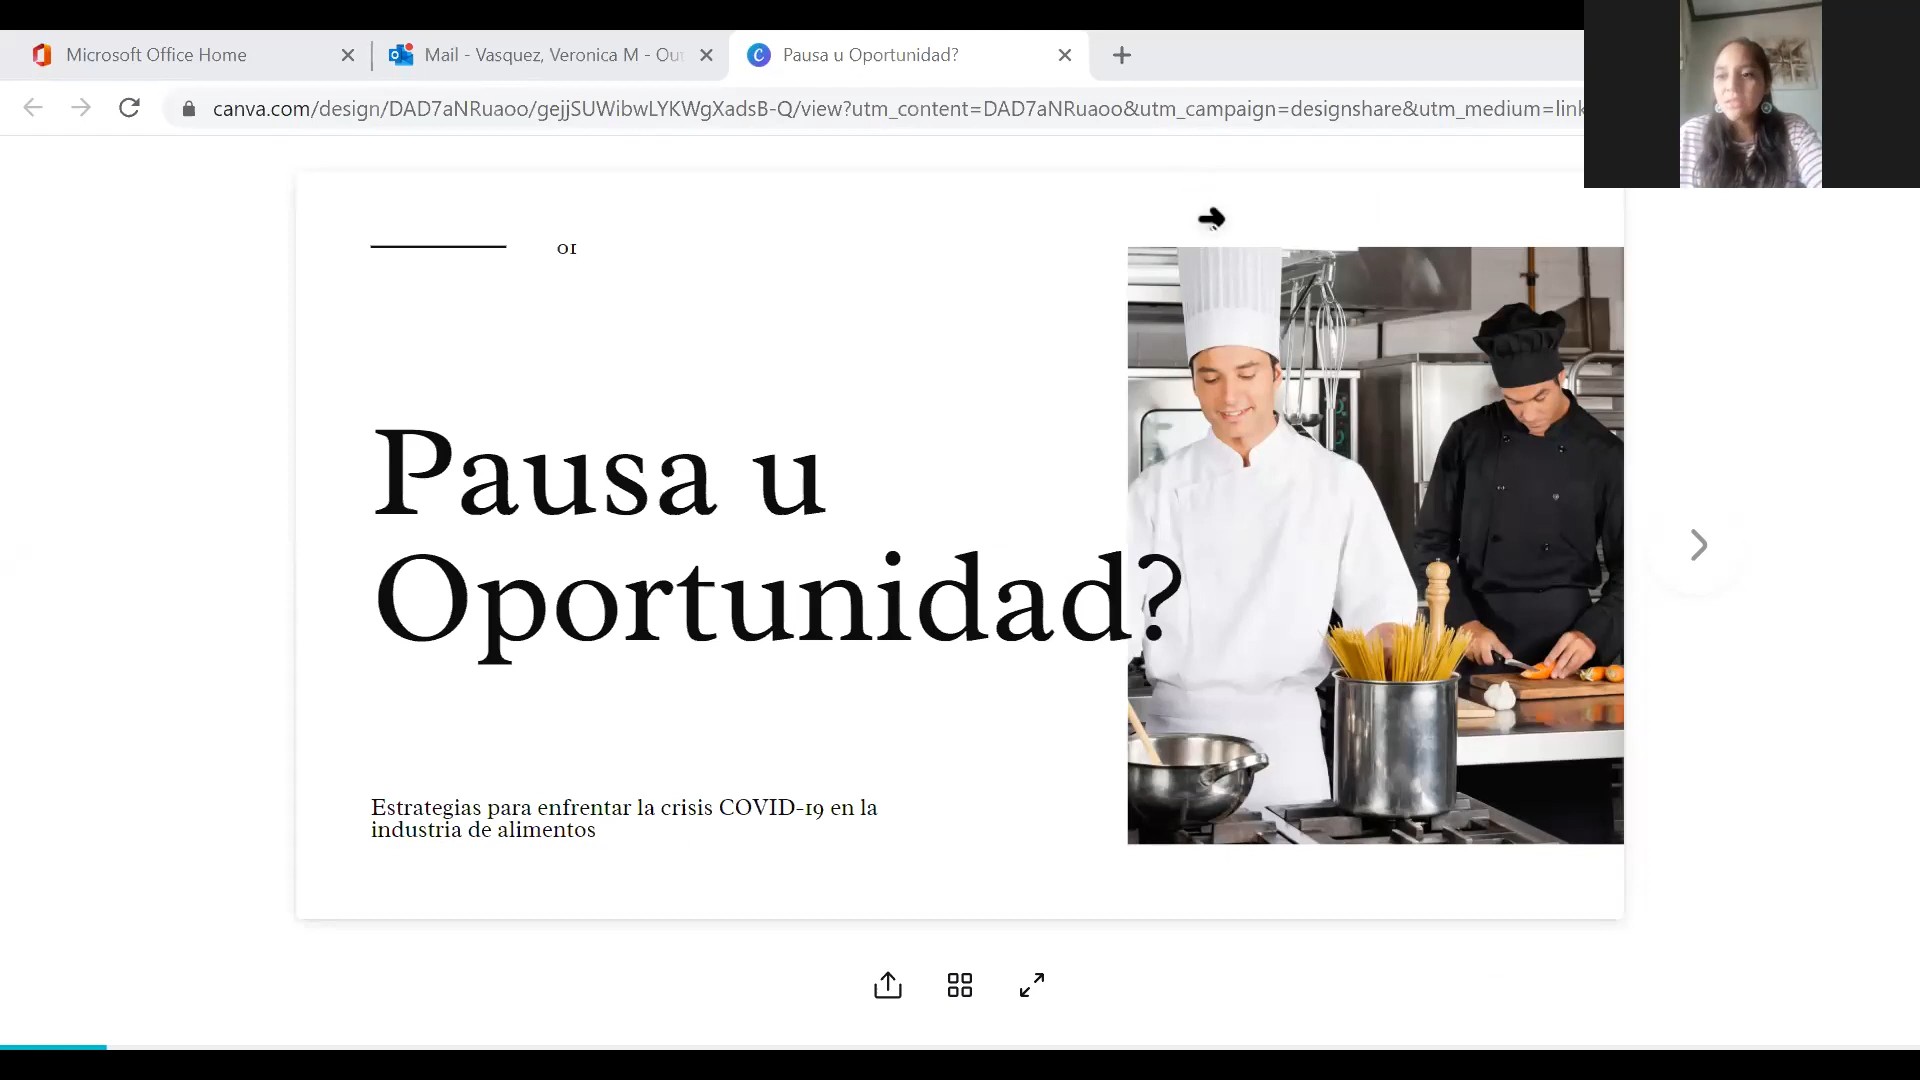 Microsoft Office Home
Mail - Vasquez, Veronica M - Out
Pausa u Oportunidad?
canva.com/design/DAD7aNRuaoo/gejjSUWibwLYKWgXadsB-Q/view?utm_content=DAD7aNRuaoo&utm_campaign=designshare&utm_medium=link
01
Pausa u
Oportunidad?
Estrategias para enfrentar la crisis COVID-19 en la
industria de alimentos